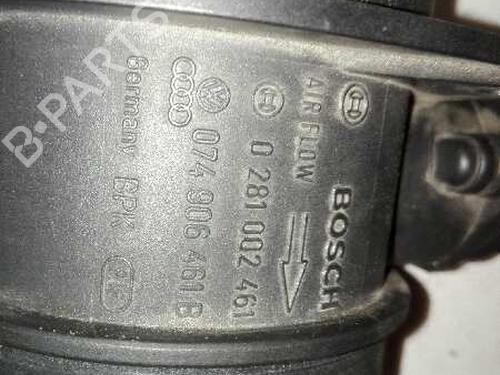 BOSCH
AIR FLOW
0 281 002 461
074 906 461 B
Germany BPK
B-PARTS